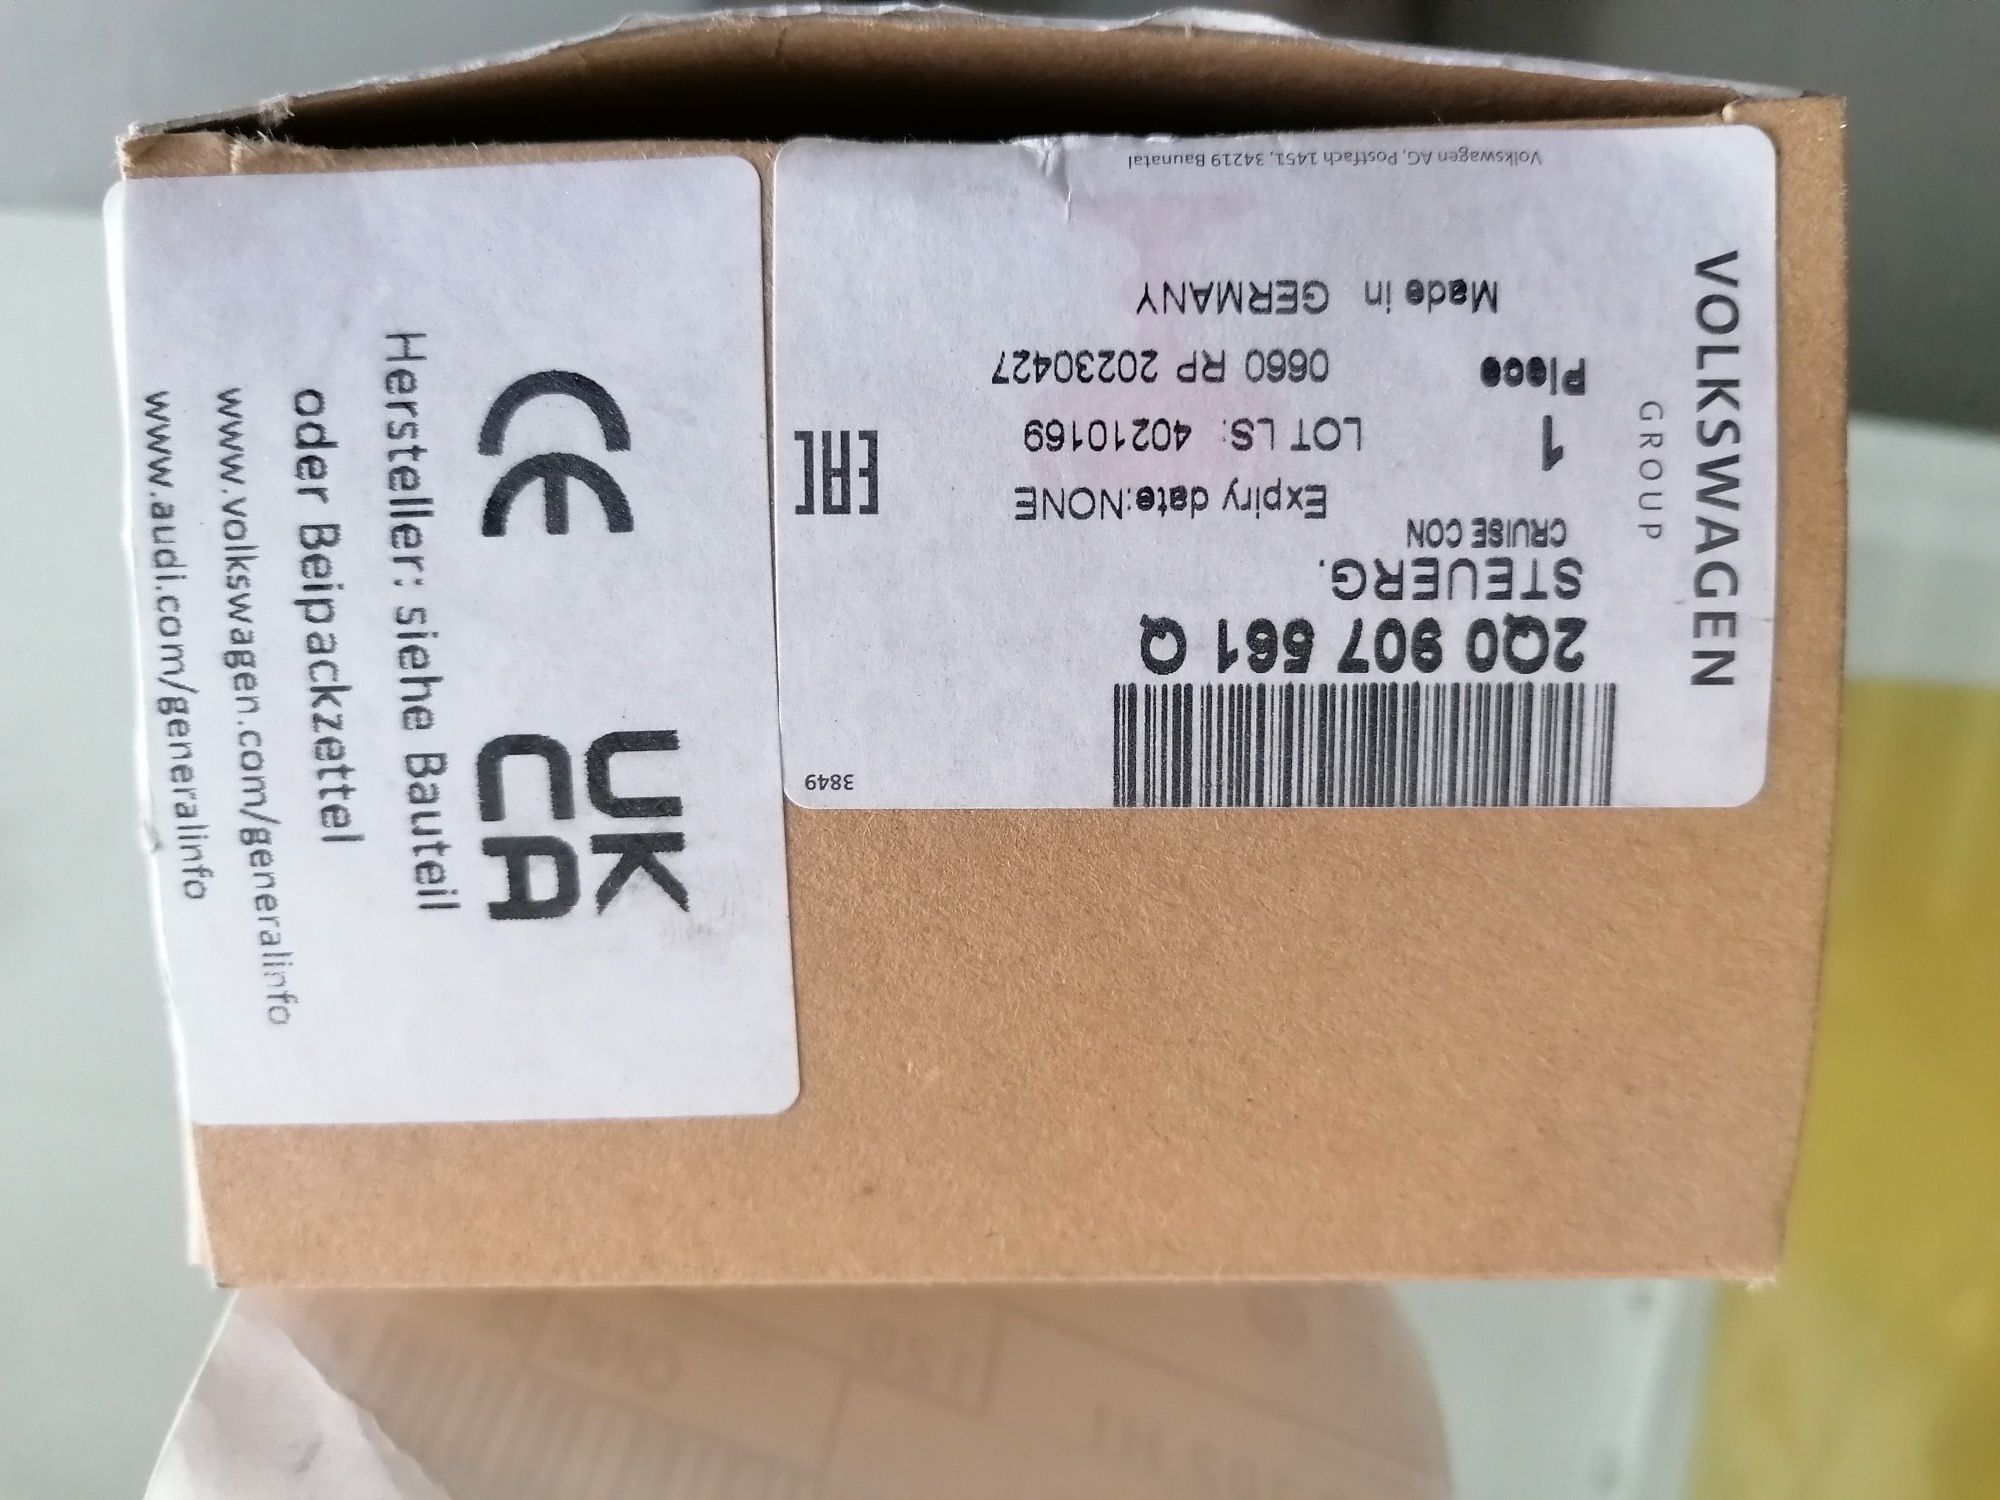 VOLKSWAGEN
GROUP
2Q0 907 561 Q
STEUERG.
CRUISE CON
Expiry date:NONE
1
LOT LS: 40210169
Piece
0660 RP 20230427
Made in GERMANY
Volkswagen AG, Postfach 1451, 34219 Baunatal
3849
EAC
CE
UK
CA
Hersteller: siehe Bauteil
oder Beipackzettel
www.volkswagen.com/generalinfo
www.audi.com/generalinfo